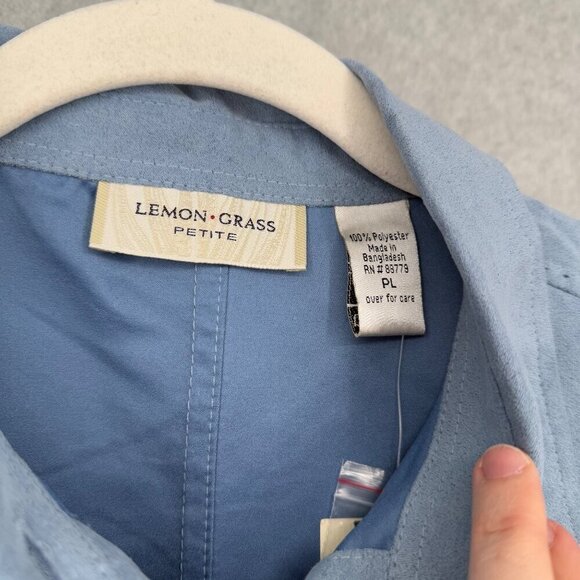 LEMON•GRASS
PETITE
100% Polyester
Made in
Bangladesh
RN#89779
PL
over for care